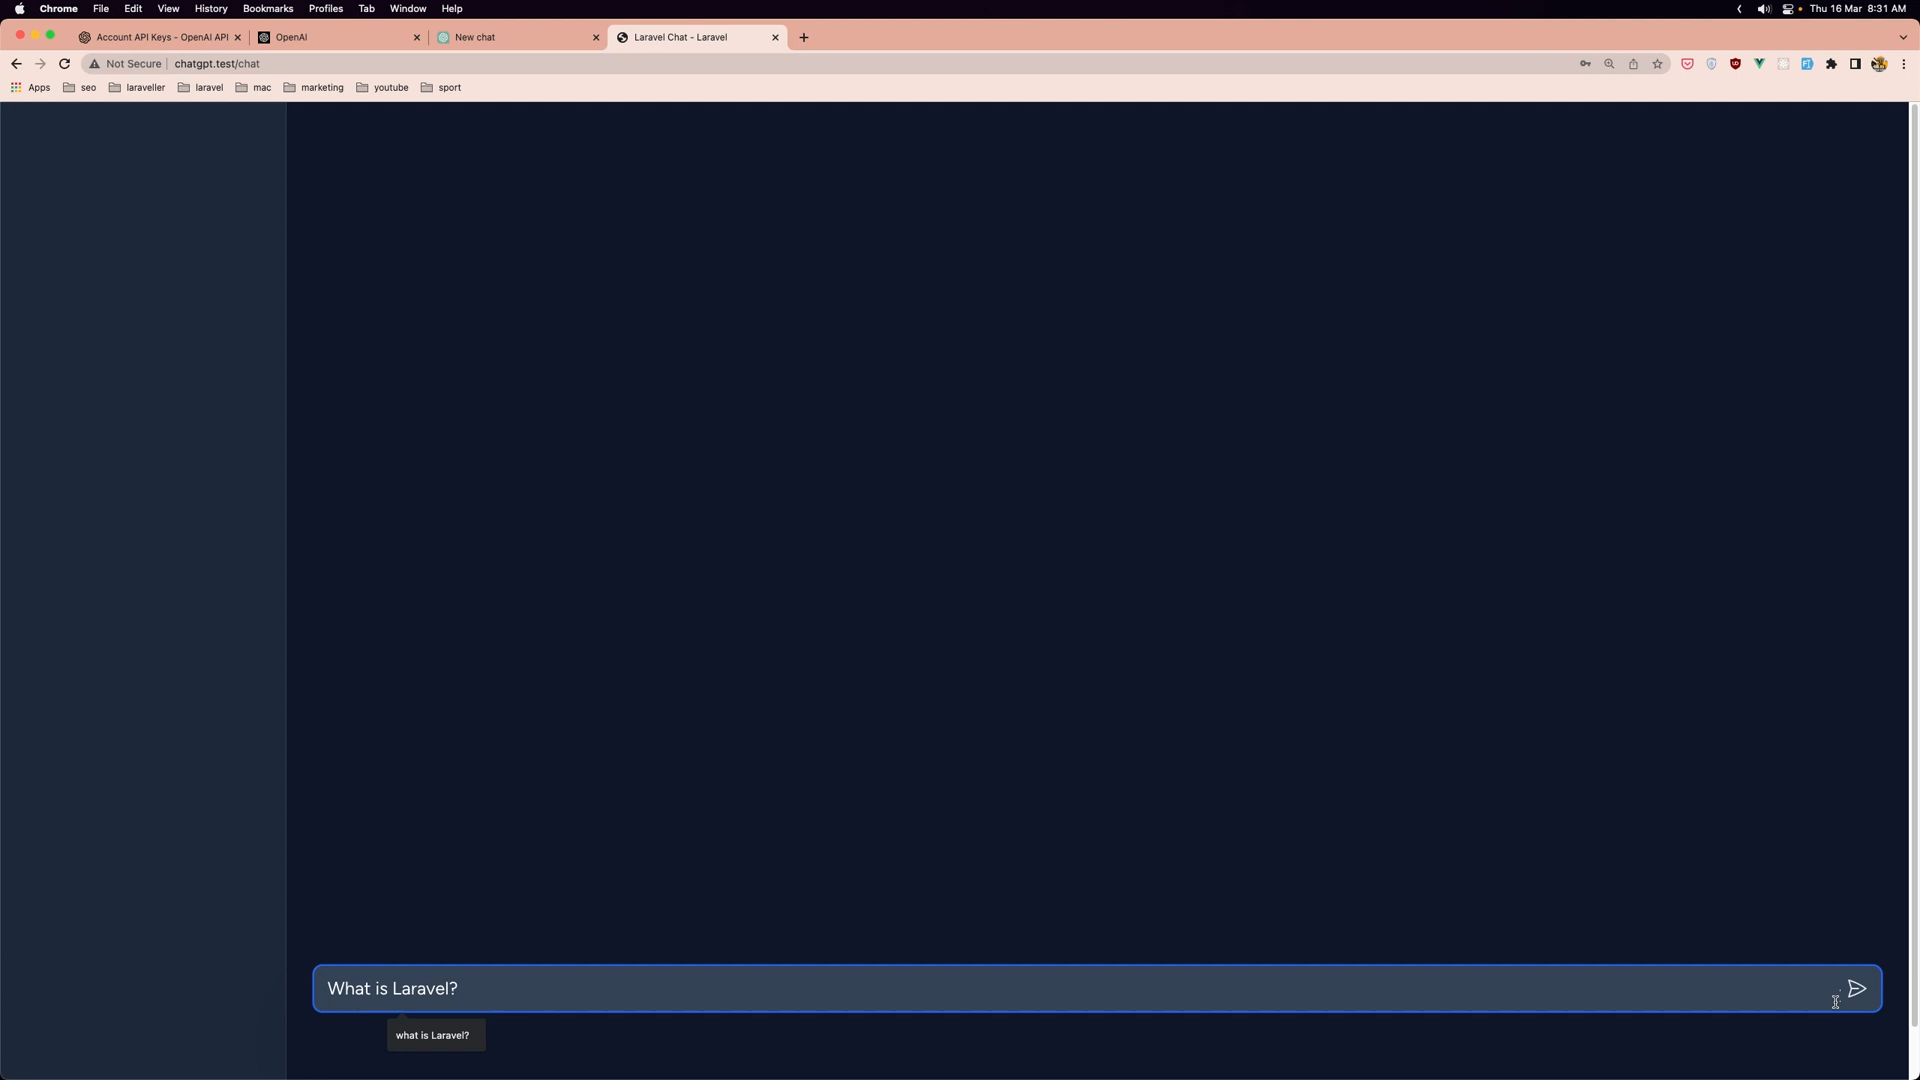 Chrome File Edit View History Bookmarks Profiles Tab Window Help Thu 16 Mar 8:31 AM
Account API Keys - OpenAI API OpenAI New chat Laravel Chat - Laravel
Not Secure chatgpt.test/chat
Apps seo laraveller laravel mac marketing youtube sport
What is Laravel?
what is Laravel?